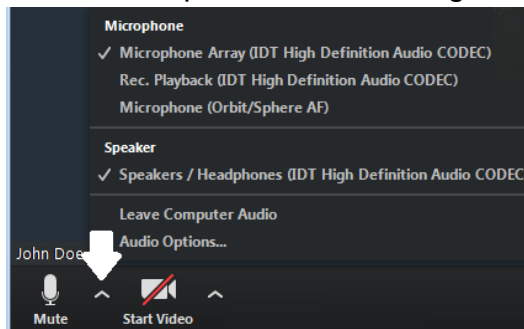 Microphone
✓ Microphone Array (IDT High Definition Audio CODEC)
Rec. Playback (IDT High Definition Audio CODEC)
Microphone (Orbit/Sphere AF)
Speaker
✓ Speakers / Headphones (IDT High Definition Audio CODEC
Leave Computer Audio
Audio Options...
John Doe
Mute
Start Video